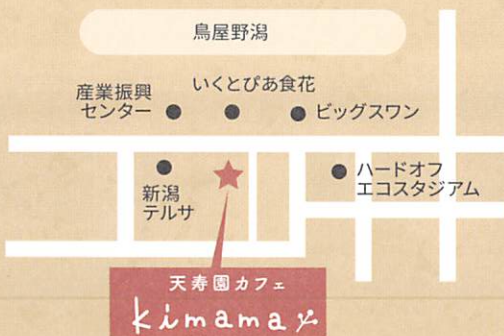 鳥屋野潟
いくとぴあ食花
産業振興
センター
ビッグスワン
新潟
テルサ
ハードオフ
エコスタジアム
天寿園カフェ
kimama